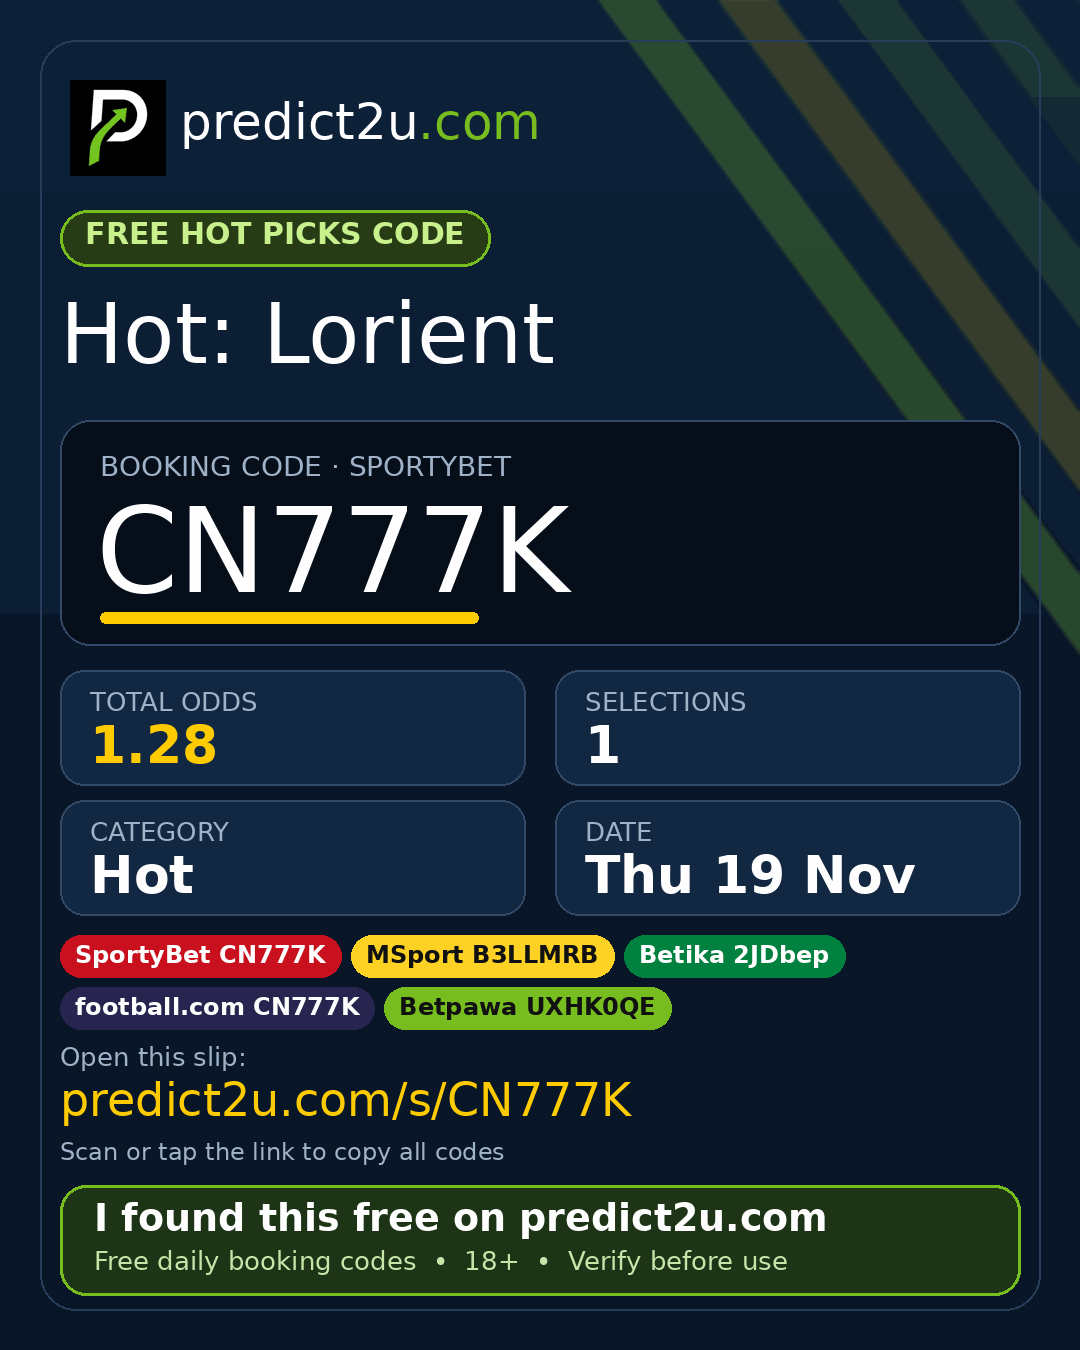 predict2u.com
FREE HOT PICKS CODE
Hot: Lorient
BOOKING CODE · SPORTYBET
CN777K
TOTAL ODDS
1.28
SELECTIONS
1
CATEGORY
Hot
DATE
Thu 19 Nov
SportyBet CN777K
MSport B3LLMRB
Betika 2JDbep
football.com CN777K
Betpawa UXHK0QE
Open this slip:
predict2u.com/s/CN777K
Scan or tap the link to copy all codes
I found this free on predict2u.com
Free daily booking codes • 18+ • Verify before use